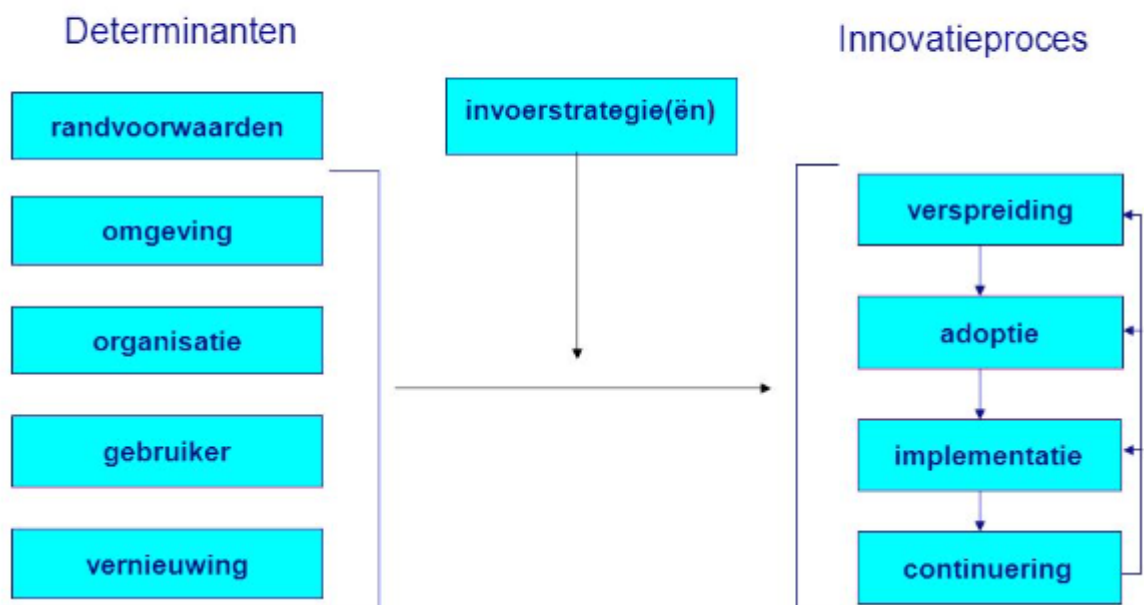 Determinanten
randvoorwaarden
omgeving
organisatie
gebruiker
vernieuwing
invoerstrategie(ën)
Innovatieproces
verspreiding
adoptie
implementatie
continuering